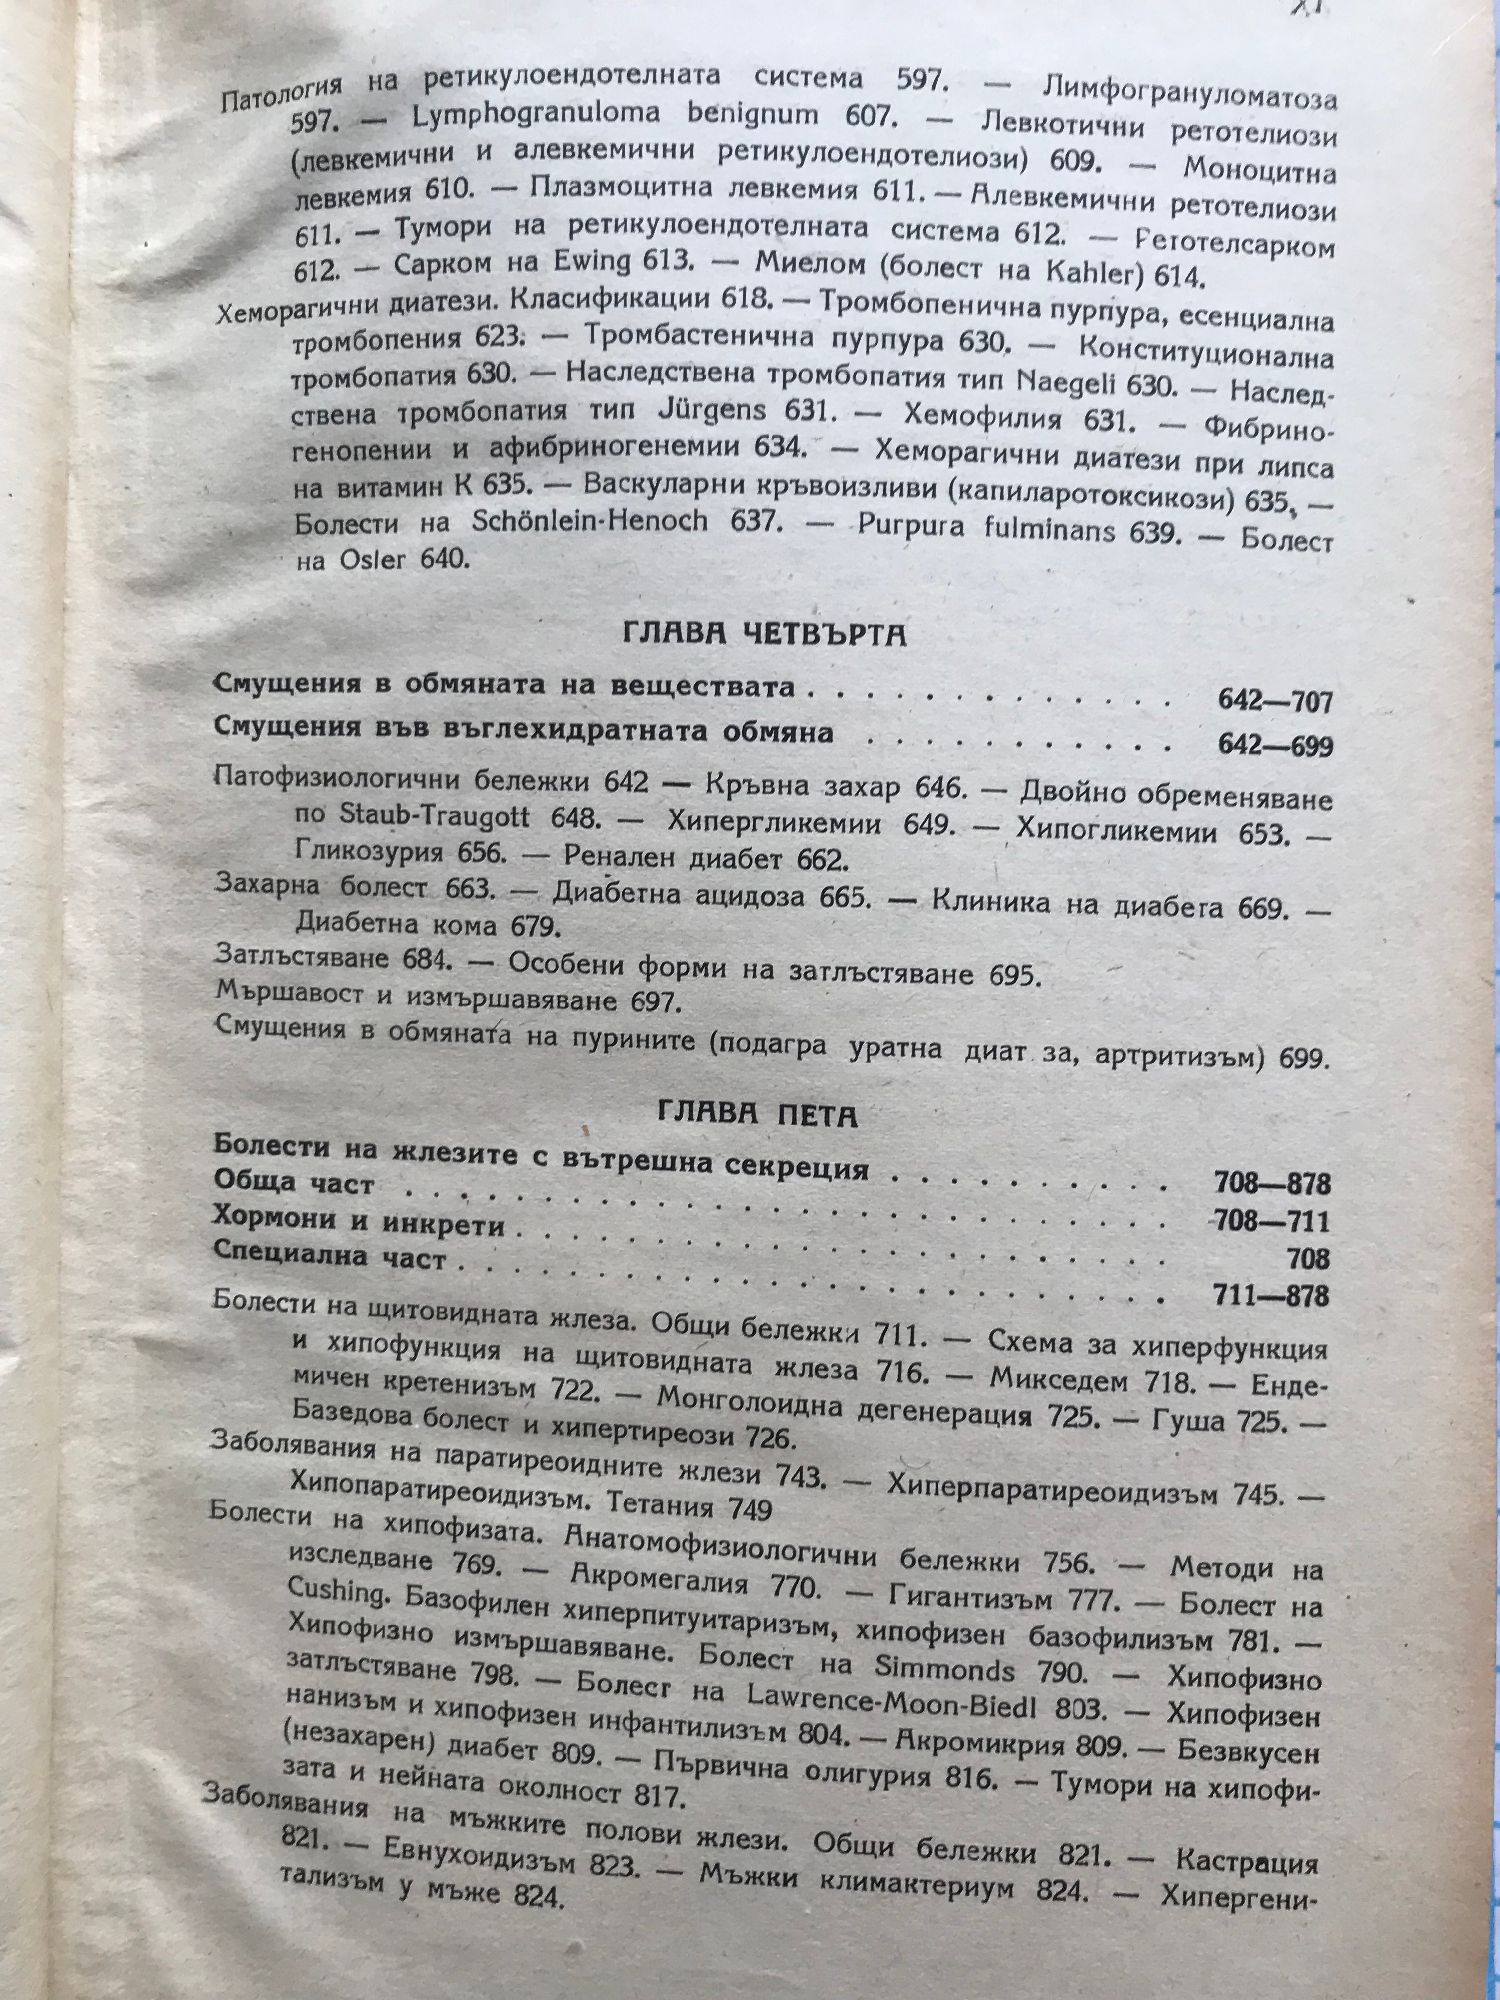 XI
Патология на ретикулоендотелната система 597. — Лимфогрануломатоза
597. — Lymphogranuloma benignum 607. — Левкотични ретотелиози
(левкемични и алевкемични ретикулоендотелиози) 609. — Моноцитна
левкемия 610. — Плазмоцитна левкемия 611. — Алевкемични ретотелиози
611. — Тумори на ретикулоендотелната система 612. — Ретотелсарком
612. — Сарком на Ewing 613. — Миелом (болест на Kahler) 614.
Хеморагични диатези. Класификации 618. — Тромбопенична пурпура, есенциална
тромбопения 623. — Тромбастенична пурпура 630. — Конституционална
тромбопатия 630. — Наследствена тромбопатия тип Naegeli 630. — Наслед-
ствена тромбопатия тип Jürgens 631. — Хемофилия 631. — Фибрино-
генопении и афибриногенемии 634. — Хеморагични диатези при липса
на витамин К 635. — Васкуларни кръвоизливи (капиларотоксикози) 635, —
Болести на Schönlein-Henoch 637. — Purpura fulminans 639. — Болест
на Osler 640.
ГЛАВА ЧЕТВЪРТА
Смущения в обмяната на веществата . . . . . . . . . . . . . 642—707
Смущения във въглехидратната обмяна . . . . . . . . . . . 642—699
Патофизиологични бележки 642 — Кръвна захар 646. — Двойно обременяване
по Staub-Traugott 648. — Хипергликемии 649. — Хипогликемии 653. —
Гликозурия 656. — Ренален диабет 662.
Захарна болест 663. — Диабетна ацидоза 665. — Клиника на диабета 669. —
Диабетна кома 679.
Затлъстяване 684. — Особени форми на затлъстяване 695.
Мършавост и измършавяване 697.
Смущения в обмяната на пурините (подагра уратна диат за, артритизъм) 699.
ГЛАВА ПЕТА
Болести на жлезите с вътрешна секреция . . . . . . . . . . 708—878
Обща част . . . . . . . . . . . . . . . . . . . . . . . . . . . 708—711
Хормони и инкрети . . . . . . . . . . . . . . . . . . . . . . . 708
Специална част . . . . . . . . . . . . . . . . . . . . . . . . . 711—878
Болести на щитовидната жлеза. Общи бележки 711. — Схема за хиперфункция
и хипофункция на щитовидната жлеза 716. — Микседем 718. — Енде-
мичен кретенизъм 722. — Монголоидна дегенерация 725. — Гуша 725. —
Базедова болест и хипертиреози 726.
Заболявания на паратиреоидните жлези 743. — Хиперпаратиреоидизъм 745. —
Хипопаратиреоидизъм. Тетания 749
Болести на хипофизата. Анатомофизиологични бележки 756. — Методи на
изследване 769. — Акромегалия 770. — Гигантизъм 777. — Болест на
Cushing. Базофилен хиперпитуитаризъм, хипофизен базофилизъм 781. —
Хипофизно измършавяване. Болест на Simmonds 790. — Хипофизно
затлъстяване 798. — Болест на Lawrence-Moon-Biedl 803. — Хипофизен
нанизъм и хипофизен инфантилизъм 804. — Акромикрия 809. — Безвкусен
(незахарен) диабет 809. — Първична олигурия 816. — Тумори на хипофи-
зата и нейната околност 817.
Заболявания на мъжките полови жлези. Общи бележки 821. — Кастрация
821. — Евнухоидизъм 823. — Мъжки климактериум 824. — Хипергени-
тализъм у мъже 824.